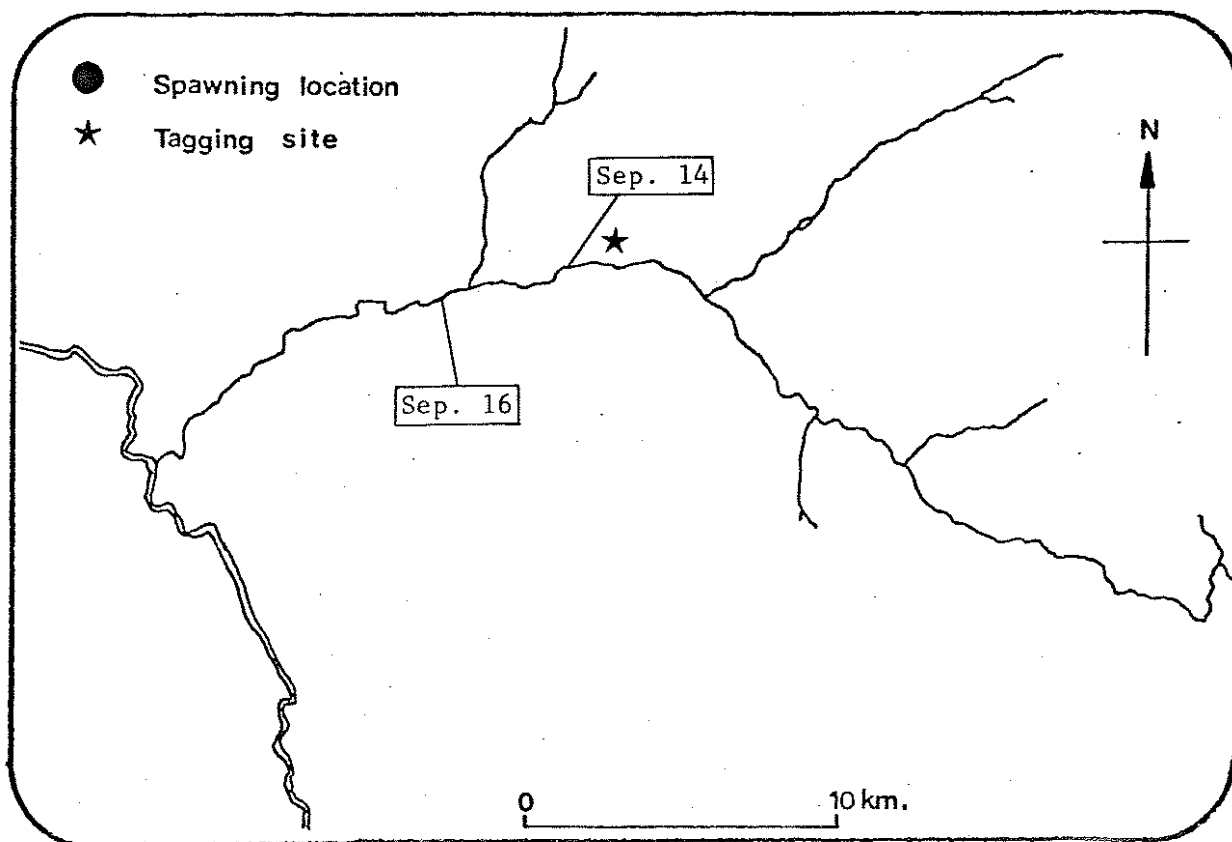 Spawning location
Tagging site
N
Sep. 14
Sep. 16
0 10 km.